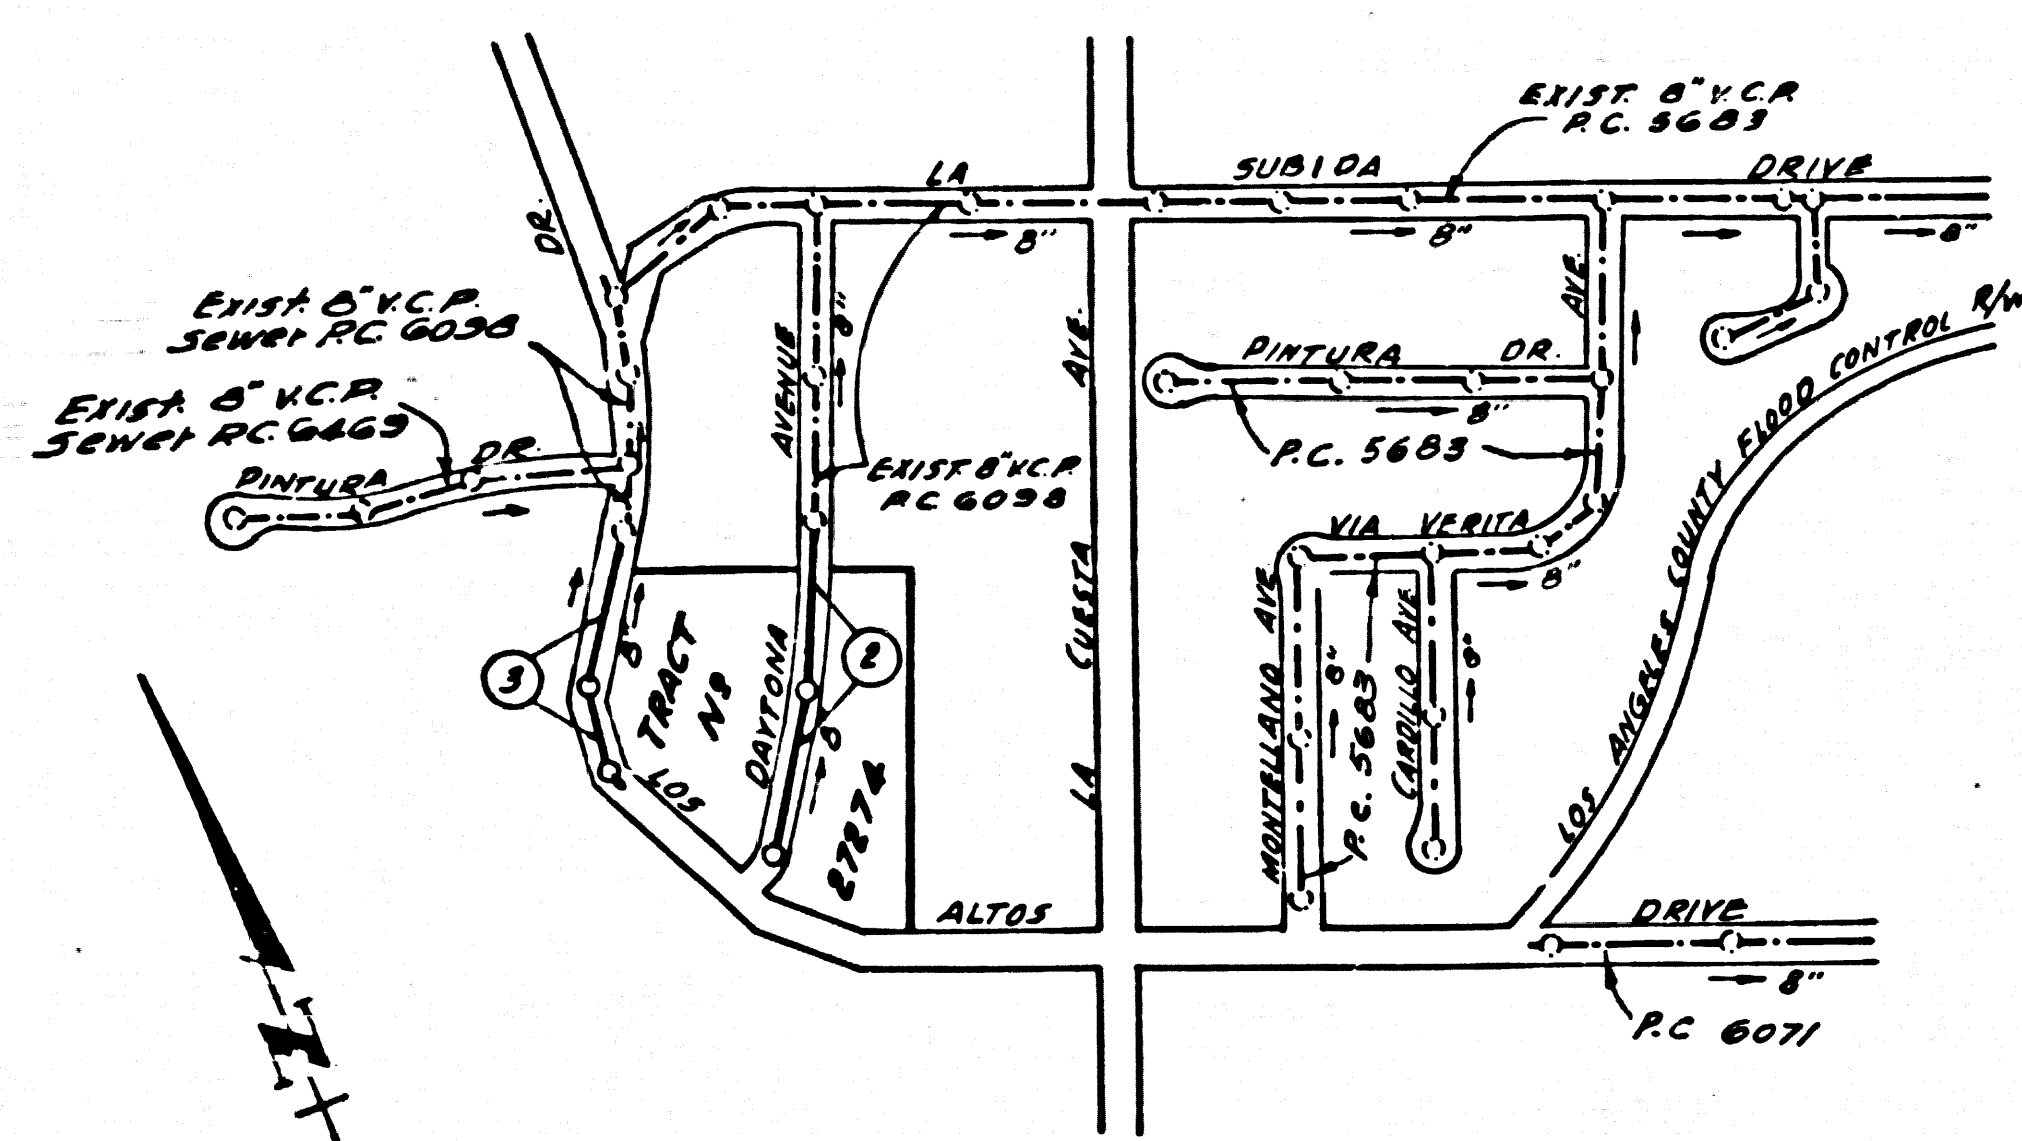 EXIST. 8" V.C.P.
P.C. 5683
LA SUBIDA DRIVE
DR.
8"
8"
8"
Exist. 8" V.C.P.
Sewer P.C. 6098
Exist. 8" V.C.P.
Sewer P.C. 6469
PINTURA DR.
AVENUE
8"
AVE.
AVE.
PINTURA DR.
8"
P.C. 5683
EXIST 8" V.C.P.
P.C 6098
VIA VERITA
8"
LOS ANGELES COUNTY FLOOD CONTROL R/W
3
8"
TRACT
Nº
27874
DAYTONA
2
8
LA CUESTA
MONTELLANO AVE
8"
P.C. 5683
CARDILLO AVE
8"
LOS ALTOS DRIVE
8"
P.C 6071
N